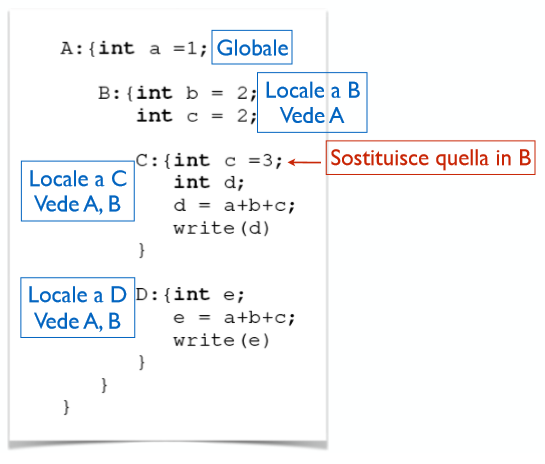 A:{int a =1; Globale
B:{int b = 2; Locale a B
int c = 2; Vede A
C:{int c =3; Sostituisce quella in B
Locale a C
Vede A, B
int d;
d = a+b+c;
write(d)
}
Locale a D
Vede A, B
D:{int e;
e = a+b+c;
write(e)
}
}
}